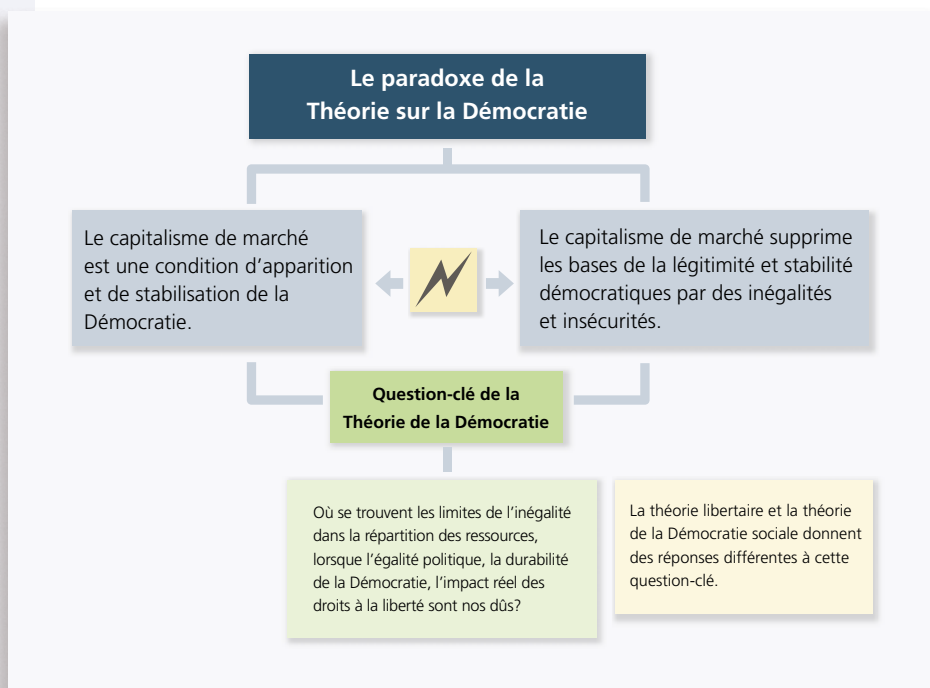 Le paradoxe de la
Théorie sur la Démocratie
Le capitalisme de marché
est une condition d’apparition
et de stabilisation de la
Démocratie.
Le capitalisme de marché supprime
les bases de la légitimité et stabilité
démocratiques par des inégalités
et insécurités.
Question-clé de la
Théorie de la Démocratie
Où se trouvent les limites de l’inégalité
dans la répartition des ressources,
lorsque l’égalité politique, la durabilité
de la Démocratie, l’impact réel des
droits à la liberté sont nos dûs?
La théorie libertaire et la théorie
de la Démocratie sociale donnent
des réponses différentes à cette
question-clé.